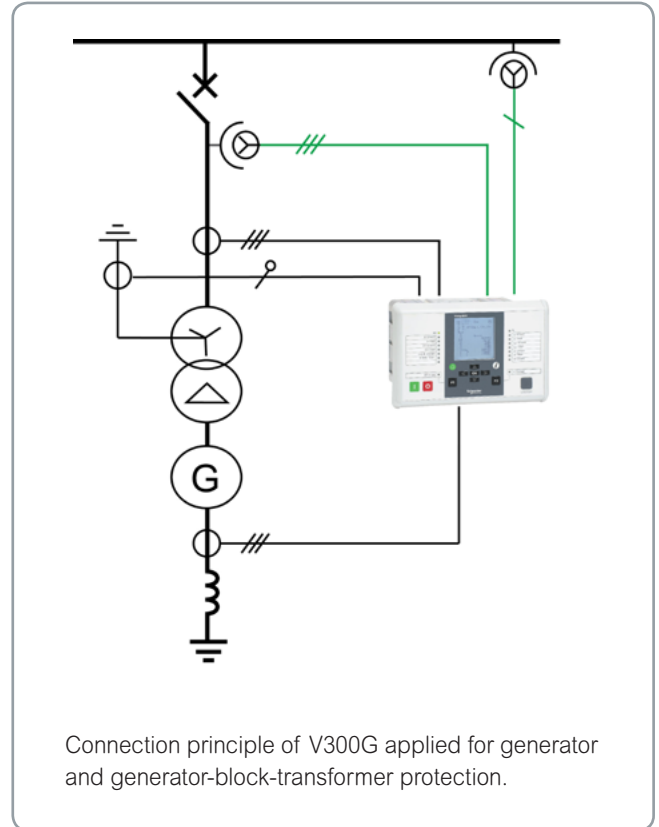 G
Connection principle of V300G applied for generator
and generator-block-transformer protection.